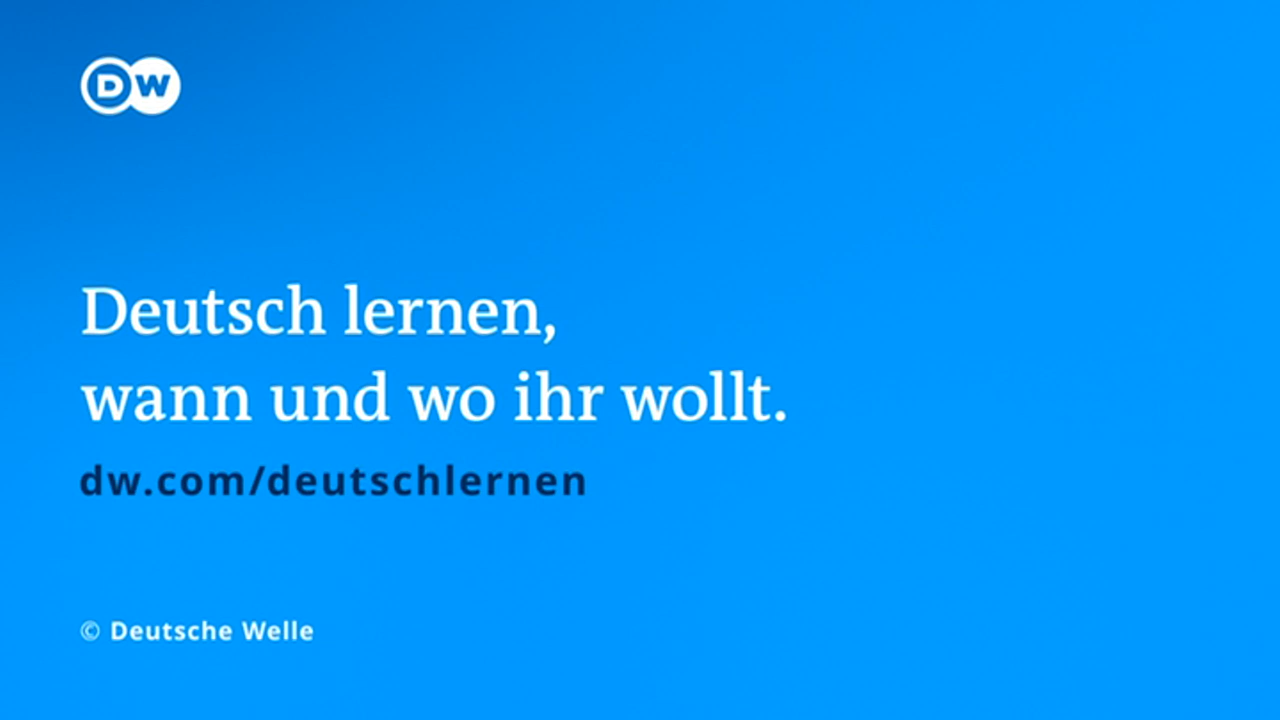 DW
Deutsch lernen,
wann und wo ihr wollt.
dw.com/deutschlernen
© Deutsche Welle